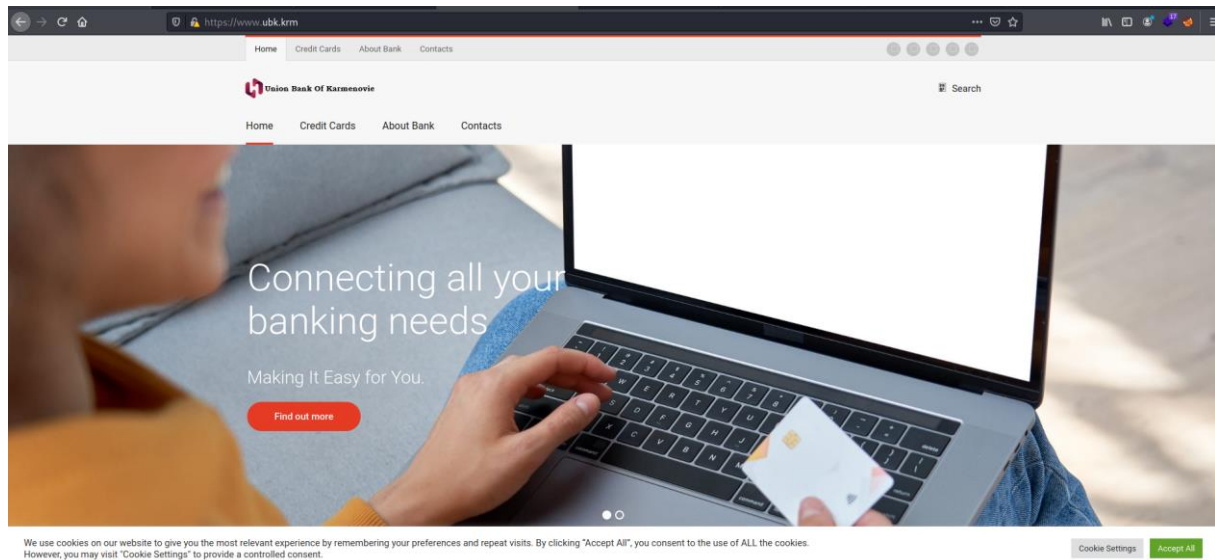 https://www.ubk.krm
17
Home Credit Cards About Bank Contacts
Union Bank Of Karmenovie
Search
Home Credit Cards About Bank Contacts
Connecting all your
banking needs
Making It Easy for You.
Find out more
We use cookies on our website to give you the most relevant experience by remembering your preferences and repeat visits. By clicking "Accept All", you consent to the use of ALL the cookies.
However, you may visit "Cookie Settings" to provide a controlled consent.
Cookie Settings Accept All